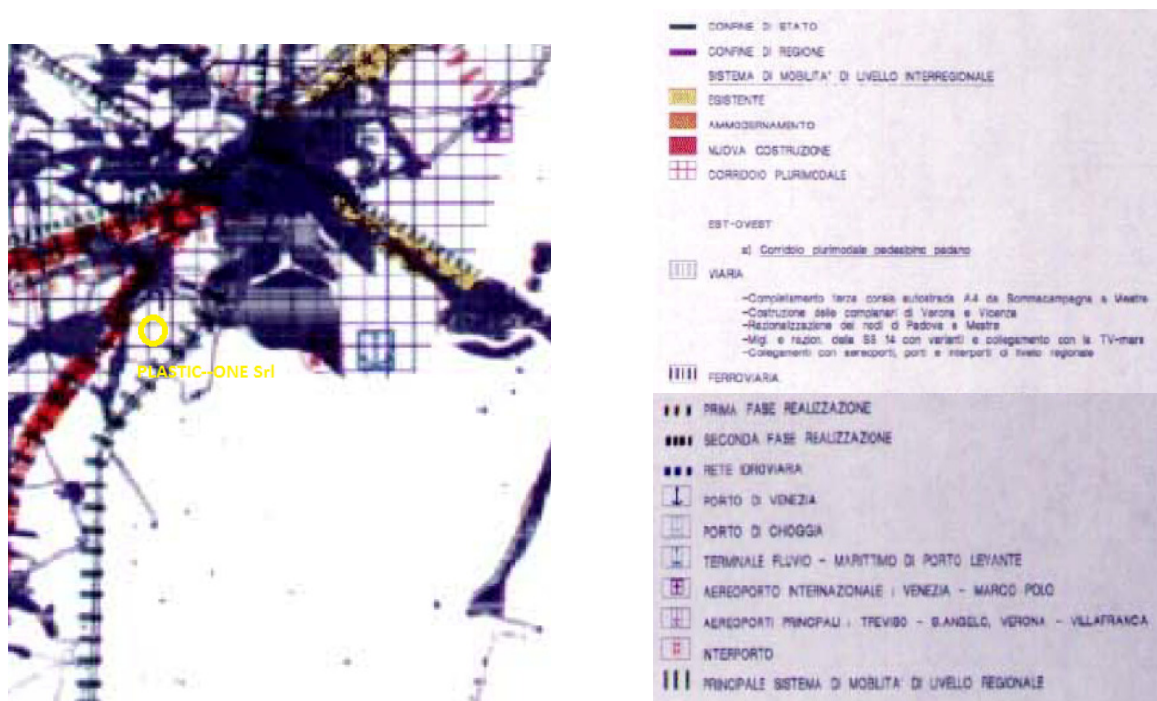 PLASTIC-ONE Srl
CONFINE DI STATO
CONFINE DI REGIONE
SISTEMA DI MOBILITA' DI LIVELLO INTERREGIONALE
ESISTENTE
AMMODERNAMENTO
NUOVA COSTRUZIONE
CORRIDOIO PLURIMODALE
EST-OVEST
a) Corridoio plurimodale pedealpino padano
VIARIA
-Completamento terza corsia autostrada A4 da Sommacampagna a Mestre
-Costruzione delle complanari di Verona e Vicenza
-Razionalizzazione dei nodi di Padova e Mestre
-Migl. e razion. della SS 14 con varianti e collegamento con la TV-mare
-Collegamenti con aereoporti, porti e interporti di livello regionale
FERROVIARIA
PRIMA FASE REALIZZAZIONE
SECONDA FASE REALIZZAZIONE
RETE IDROVIARIA
PORTO DI VENEZIA
PORTO DI CHOGGIA
TERMINALE FLUVIO - MARITTIMO DI PORTO LEVANTE
AEREOPORTO INTERNAZONALE : VENEZIA - MARCO POLO
AEREOPORTI PRINCIPALI : TREVISO - S.ANGELO, VERONA - VILLAFRANCA
INTERPORTO
PRINCIPALE SISTEMA DI MOBLITA' DI LIVELLO REGIONALE